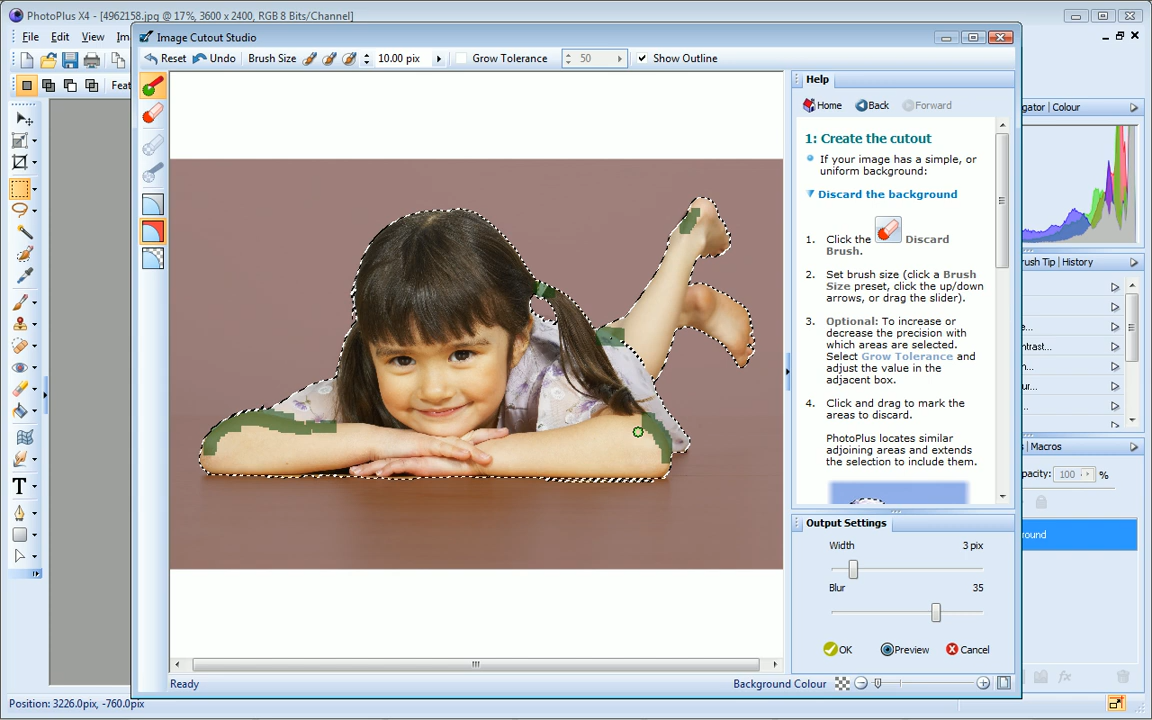 PhotoPlus X4 - [4962158.jpg @ 17%, 3600 x 2400, RGB 8 Bits/Channel]
File Edit View Im
Image Cutout Studio
Reset Undo Brush Size 10.00 pix Grow Tolerance 50 Show Outline
Feat
Help
Home Back Forward
1: Create the cutout
If your image has a simple, or
uniform background:
Discard the background
1. Click the Discard
Brush.
2. Set brush size (click a Brush
Size preset, click the up/down
arrows, or drag the slider).
3. Optional: To increase or
decrease the precision with
which areas are selected.
Select Grow Tolerance and
adjust the value in the
adjacent box.
4. Click and drag to mark the
areas to discard.
PhotoPlus locates similar
adjoining areas and extends
the selection to include them.
Output Settings
Width 3 pix
Blur 35
OK Preview Cancel
gator | Colour
rush Tip | History
e...
ntrast...
n...
ur...
| Macros
pacity: 100 %
round
T
Ready
Background Colour
Position: 3226.0pix, -760.0pix
fx